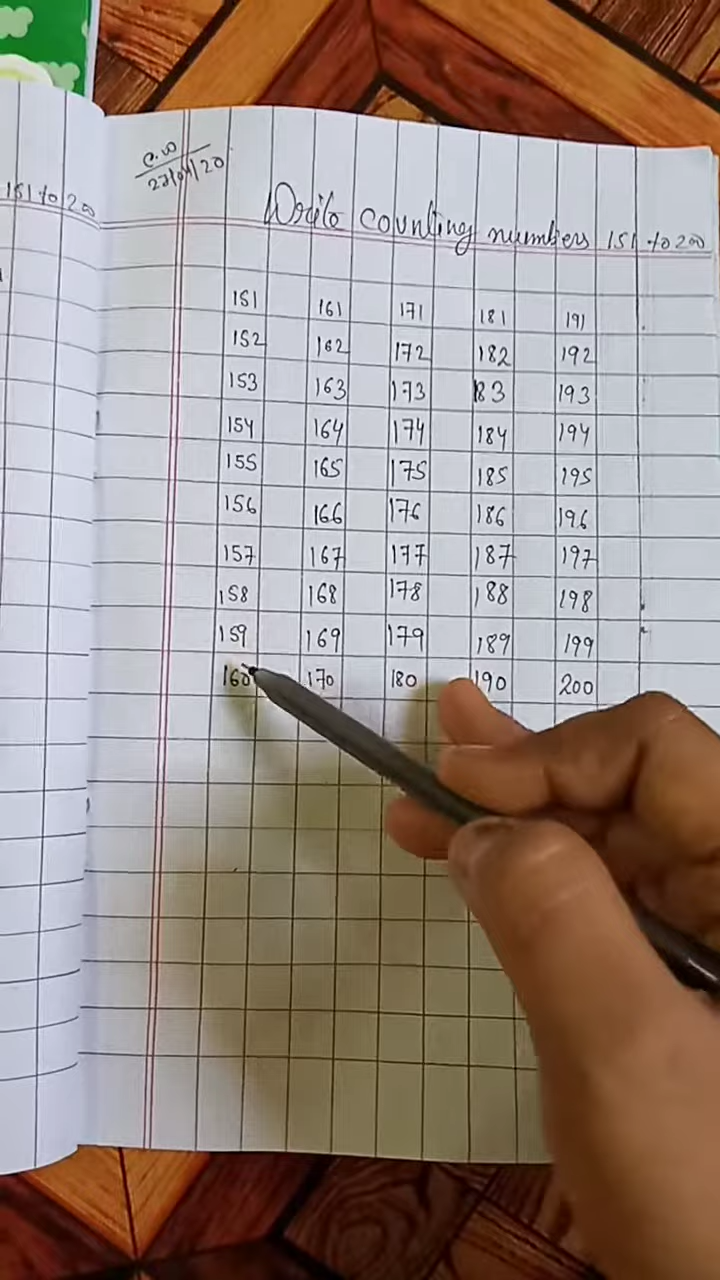 151 to 200
C.W
27/04/20
Write counting numbers 151 to 200
151 161 171 181 191
152 162 172 182 192
153 163 173 183 193
154 164 174 184 194
155 165 175 185 195
156 166 176 186 196
157 167 177 187 197
158 168 178 188 198
159 169 179 189 199
160 170 180 190 200